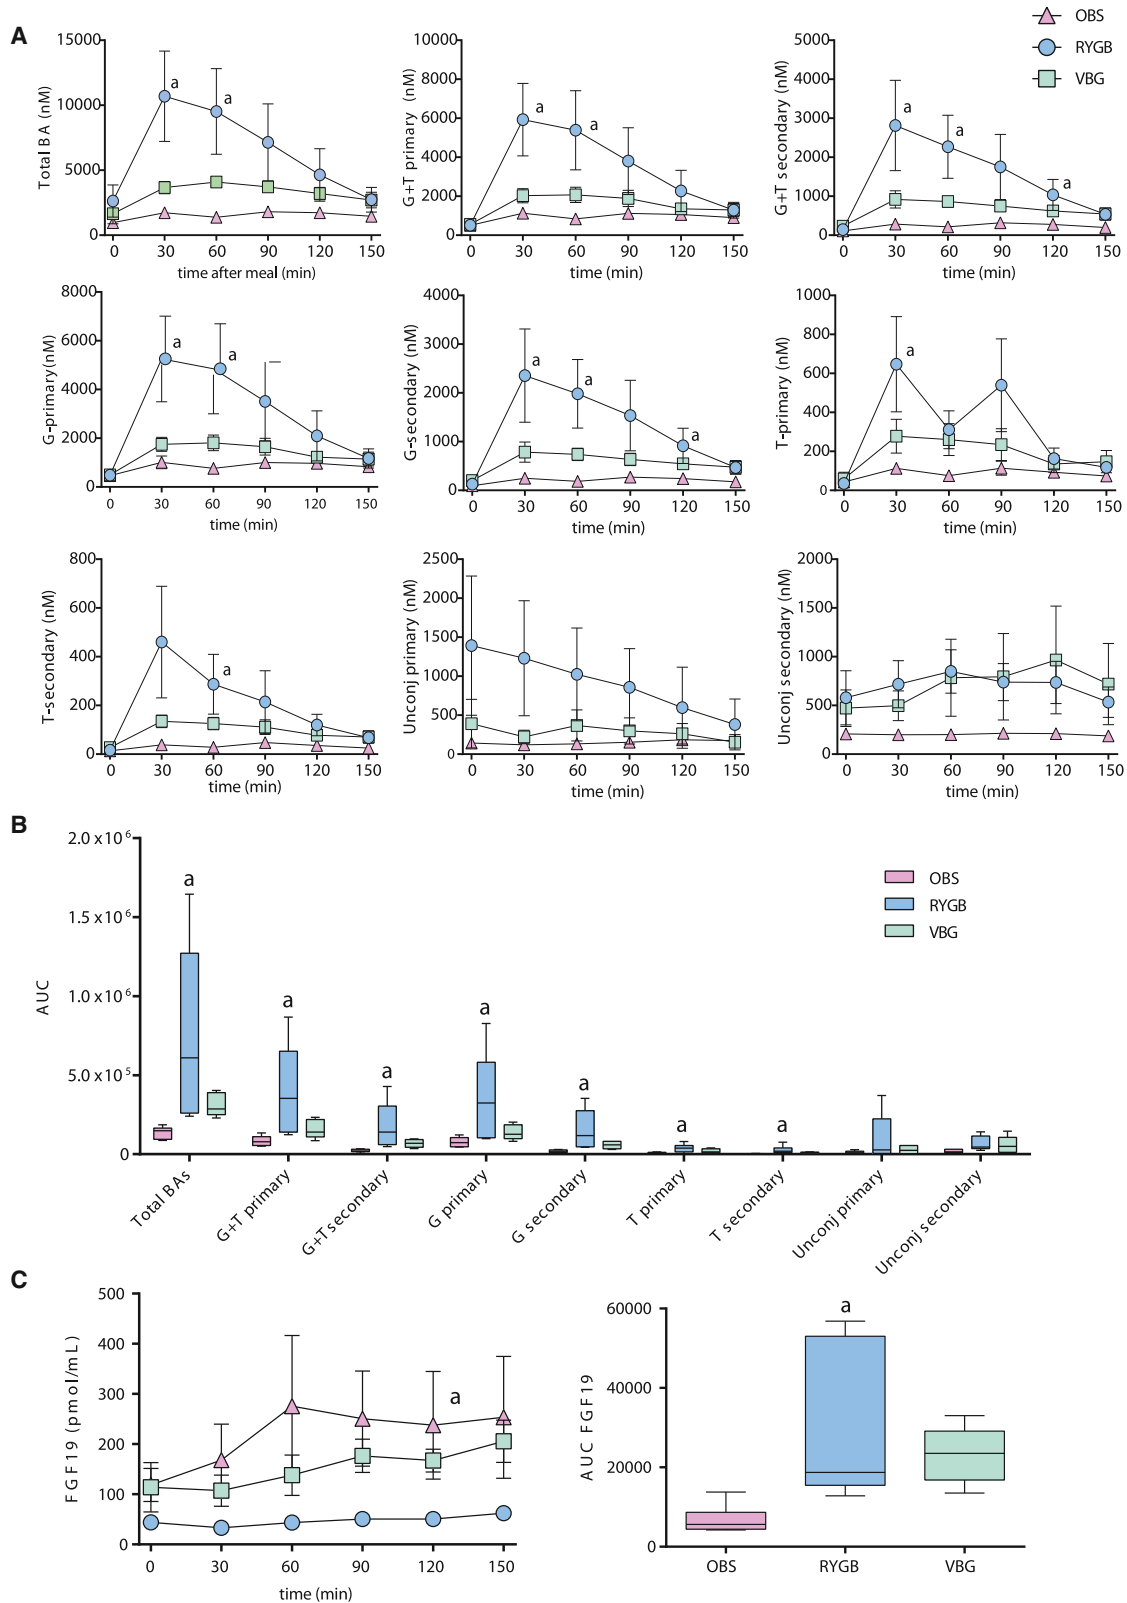 A
OBS
RYGB
VBG
15000
10000
5000
0
Total BA (nM)
a
a
0 30 60 90 120 150
time after meal (min)
10000
8000
6000
4000
2000
0
G+T primary (nM)
a
a
0 30 60 90 120 150
time (min)
5000
4000
3000
2000
1000
0
G+T secondary (nM)
a
a
a
0 30 60 90 120 150
time (min)
8000
6000
4000
2000
0
G-primary(nM)
a
a
0 30 60 90 120 150
time (min)
4000
3000
2000
1000
0
G-secondary (nM)
a
a
a
0 30 60 90 120 150
time (min)
1000
800
600
400
200
0
T-primary (nM)
a
0 30 60 90 120 150
time (min)
800
600
400
200
0
T-secondary (nM)
a
0 30 60 90 120 150
time (min)
2500
2000
1500
1000
500
0
Unconj primary (nM)
0 30 60 90 120 150
time (min)
2000
1500
1000
500
0
Unconj secondary (nM)
0 30 60 90 120 150
time (min)
B
2.0 x10⁶
1.5 x10⁶
1.0 x10⁶
5.0 x10⁵
0
AUC
a
a
a
a
a
a
a
OBS
RYGB
VBG
Total BAs
G+T primary
G+T secondary
G primary
G secondary
T primary
T secondary
Unconj primary
Unconj secondary
C
500
400
300
200
100
0
FGF19 (pmol/mL)
a
0 30 60 90 120 150
time (min)
60000
40000
20000
0
AUC FGF19
a
OBS RYGB VBG